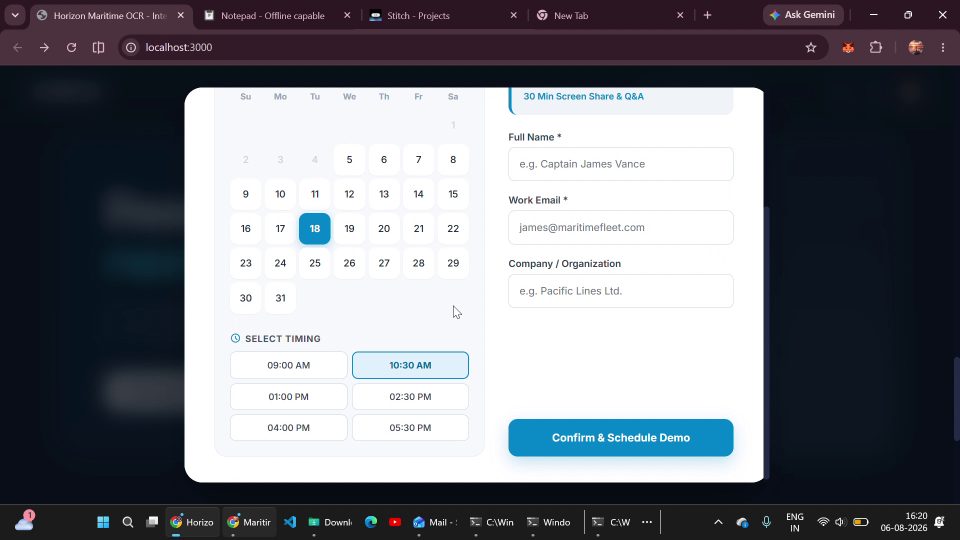 Horizon Maritime OCR - Inte
Notepad - Offline capable
Stitch - Projects
New Tab
Ask Gemini
localhost:3000
Su Mo Tu We Th Fr Sa
1
2 3 4 5 6 7 8
9 10 11 12 13 14 15
16 17 18 19 20 21 22
23 24 25 26 27 28 29
30 31
SELECT TIMING
09:00 AM 10:30 AM
01:00 PM 02:30 PM
04:00 PM 05:30 PM
30 Min Screen Share & Q&A
Full Name *
e.g. Captain James Vance
Work Email *
james@maritimefleet.com
Company / Organization
e.g. Pacific Lines Ltd.
Confirm & Schedule Demo
1
Horizo
Maritir
Downl
Mail - S
C:\Win
Windo
C:\W
ENG
IN
16:20
06-08-2026